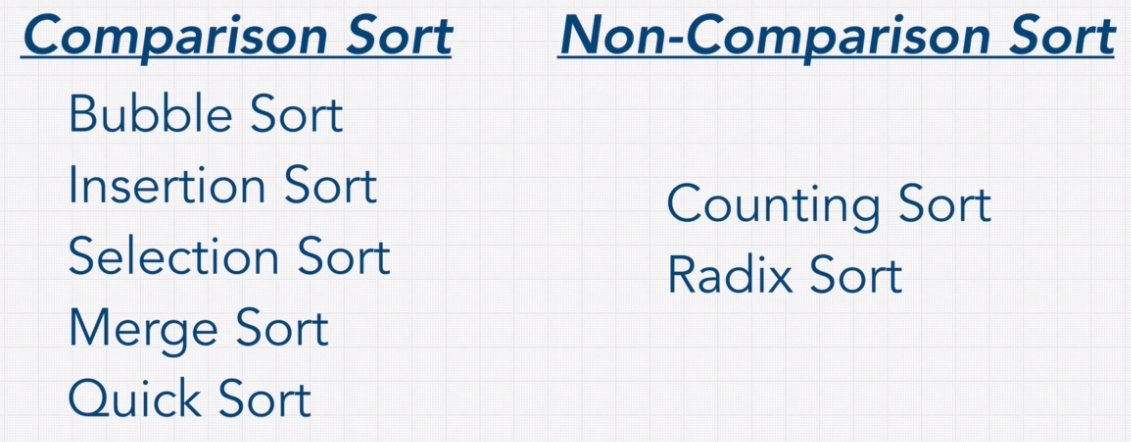 Comparison Sort
Bubble Sort
Insertion Sort
Selection Sort
Merge Sort
Quick Sort
Non-Comparison Sort
Counting Sort
Radix Sort